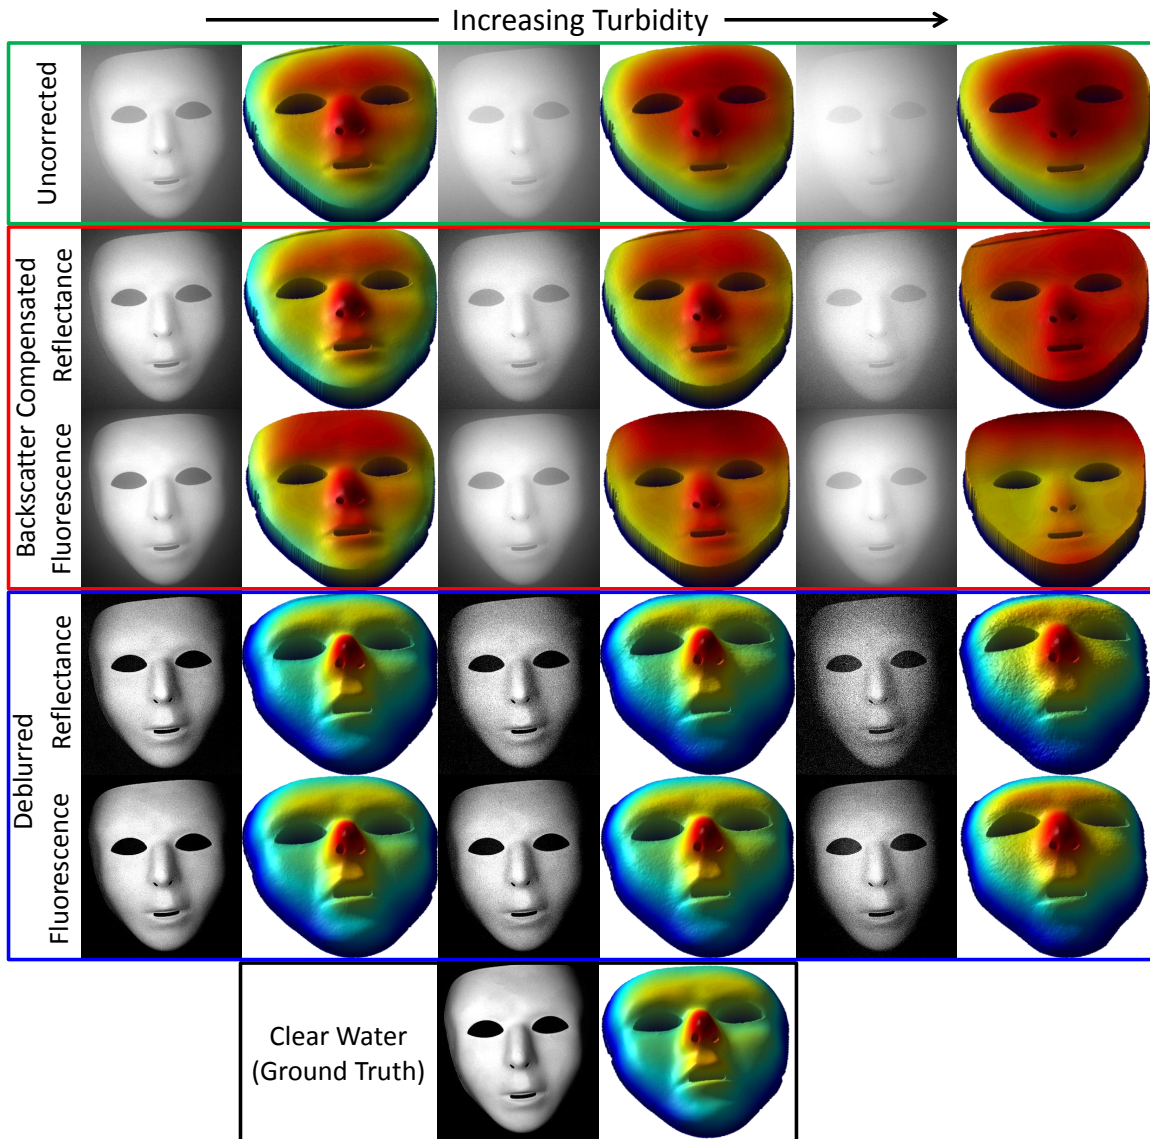 Increasing Turbidity
Uncorrected
Backscatter Compensated
Reflectance
Fluorescence
Deblurred
Reflectance
Fluorescence
Clear Water
(Ground Truth)